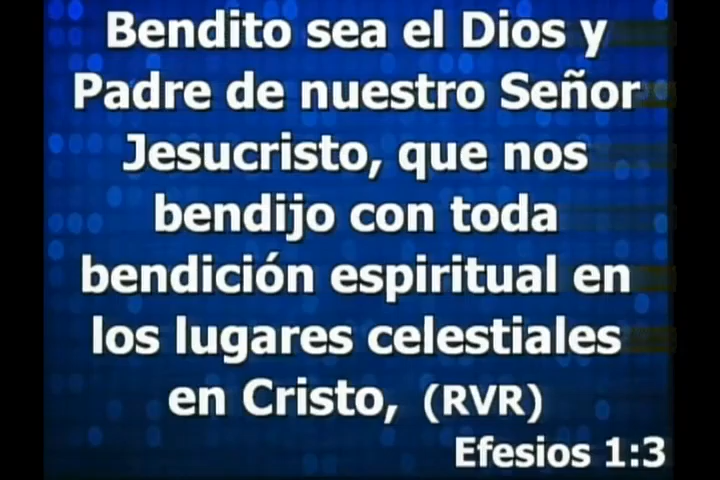 Bendito sea el Dios y
Padre de nuestro Señor
Jesucristo, que nos
bendijo con toda
bendición espiritual en
los lugares celestiales
en Cristo, (RVR)
Efesios 1:3